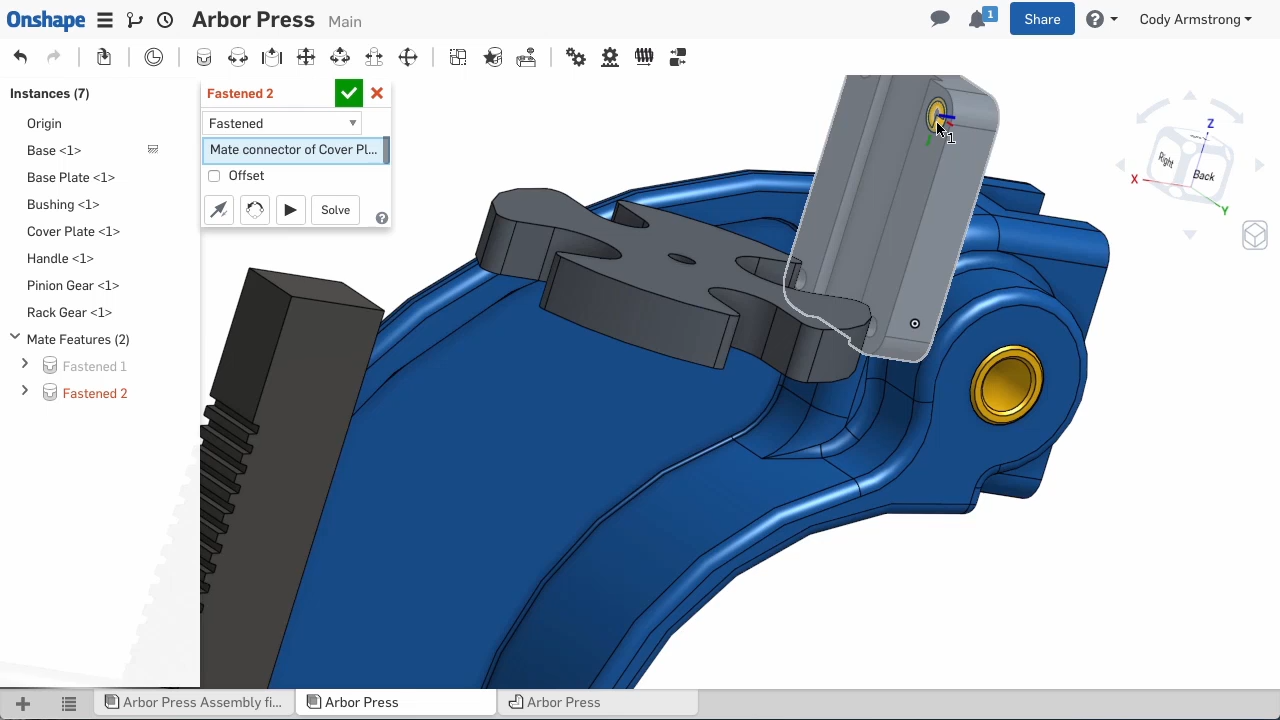 Onshape
Arbor Press Main
1
Share
Cody Armstrong
Instances (7)
Origin
Base <1>
Base Plate <1>
Bushing <1>
Cover Plate <1>
Handle <1>
Pinion Gear <1>
Rack Gear <1>
Mate Features (2)
Fastened 1
Fastened 2
Fastened 2
Fastened
Mate connector of Cover Pl...
Offset
Solve
1
Z
Right
Back
X
Y
Arbor Press Assembly fi...
Arbor Press
Arbor Press